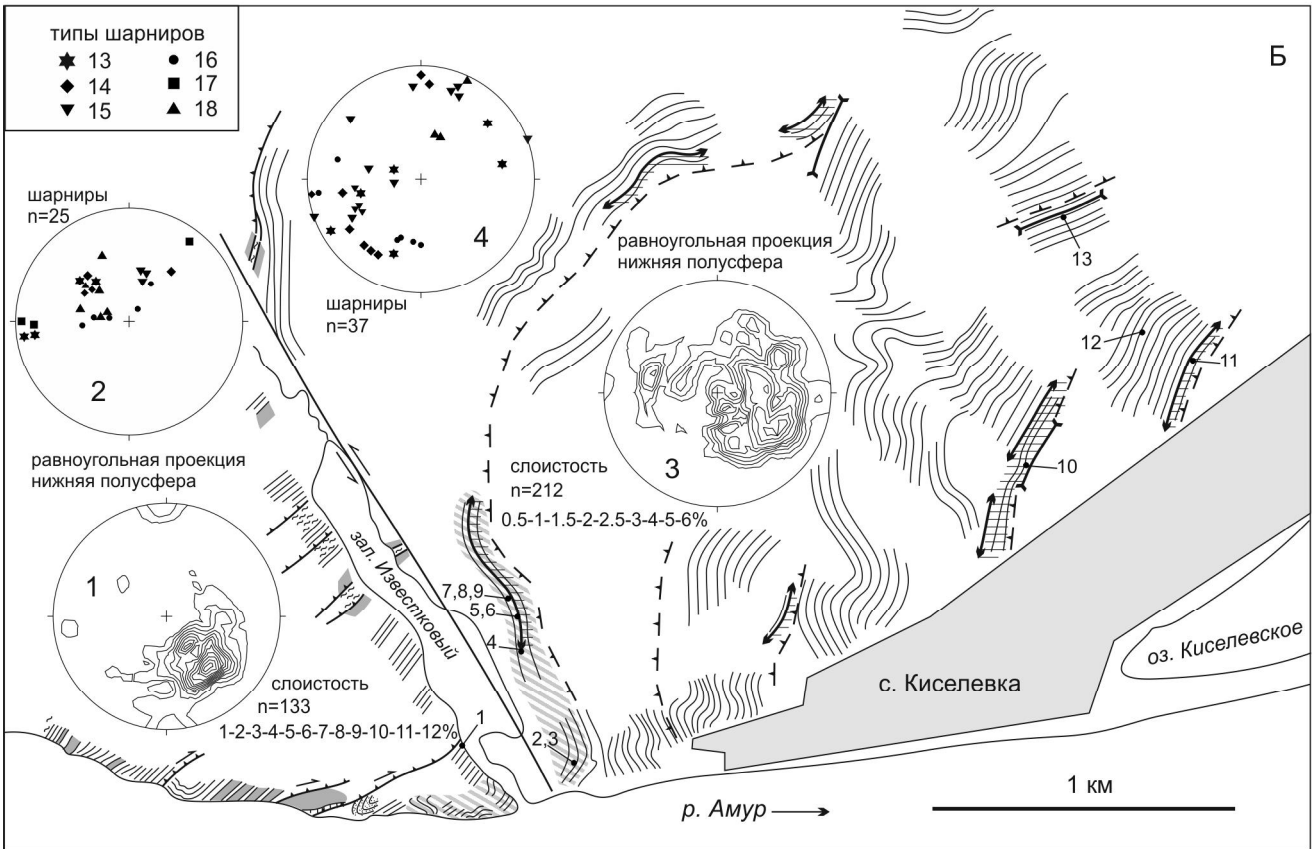 типы шарниров
13
16
14
17
15
18
Б
4
шарниры
n=37
шарниры
n=25
2
равноугольная проекция
нижняя полусфера
3
слоистость
n=212
0.5-1-1.5-2-2.5-3-4-5-6%
равноугольная проекция
нижняя полусфера
1
слоистость
n=133
1-2-3-4-5-6-7-8-9-10-11-12%
зал. Известковый
13
12
11
10
7,8,9
5,6
4
1
2,3
с. Киселевка
оз. Киселевское
р. Амур
1 км